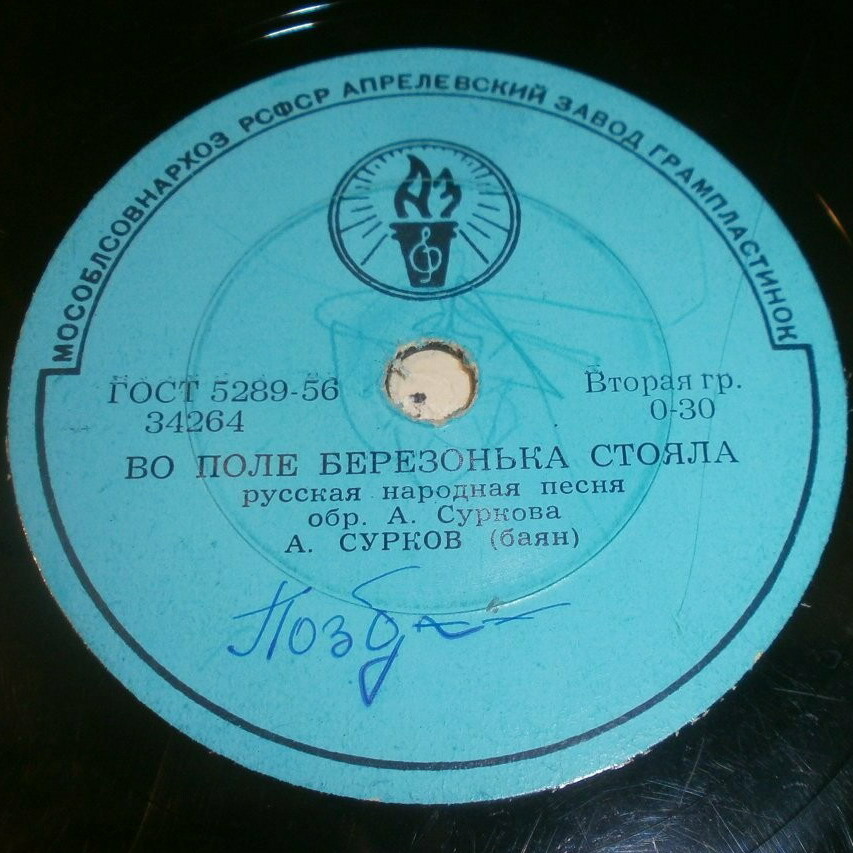 МОСОБЛСОВНАРХОЗ РСФСР АПРЕЛЕВСКИЙ ЗАВОД ГРАМПЛАСТИНОК
АЗ
ГОСТ 5289-56
34264
Вторая гр.
0-30
ВО ПОЛЕ БЕРЕЗОНЬКА СТОЯЛА
русская народная песня
обр. А. Суркова
А. СУРКОВ (баян)